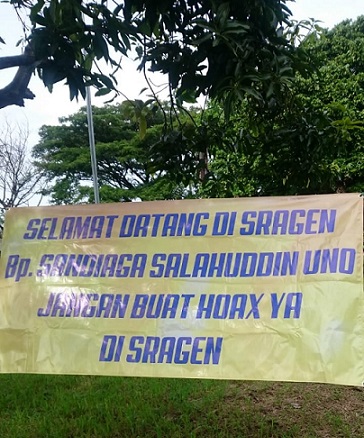 SELAMAT DATANG DI SRAGEN
Bp. SANDIAGA SALAHUDDIN UNO
JANGAN BUAT HOAX YA
DI SRAGEN